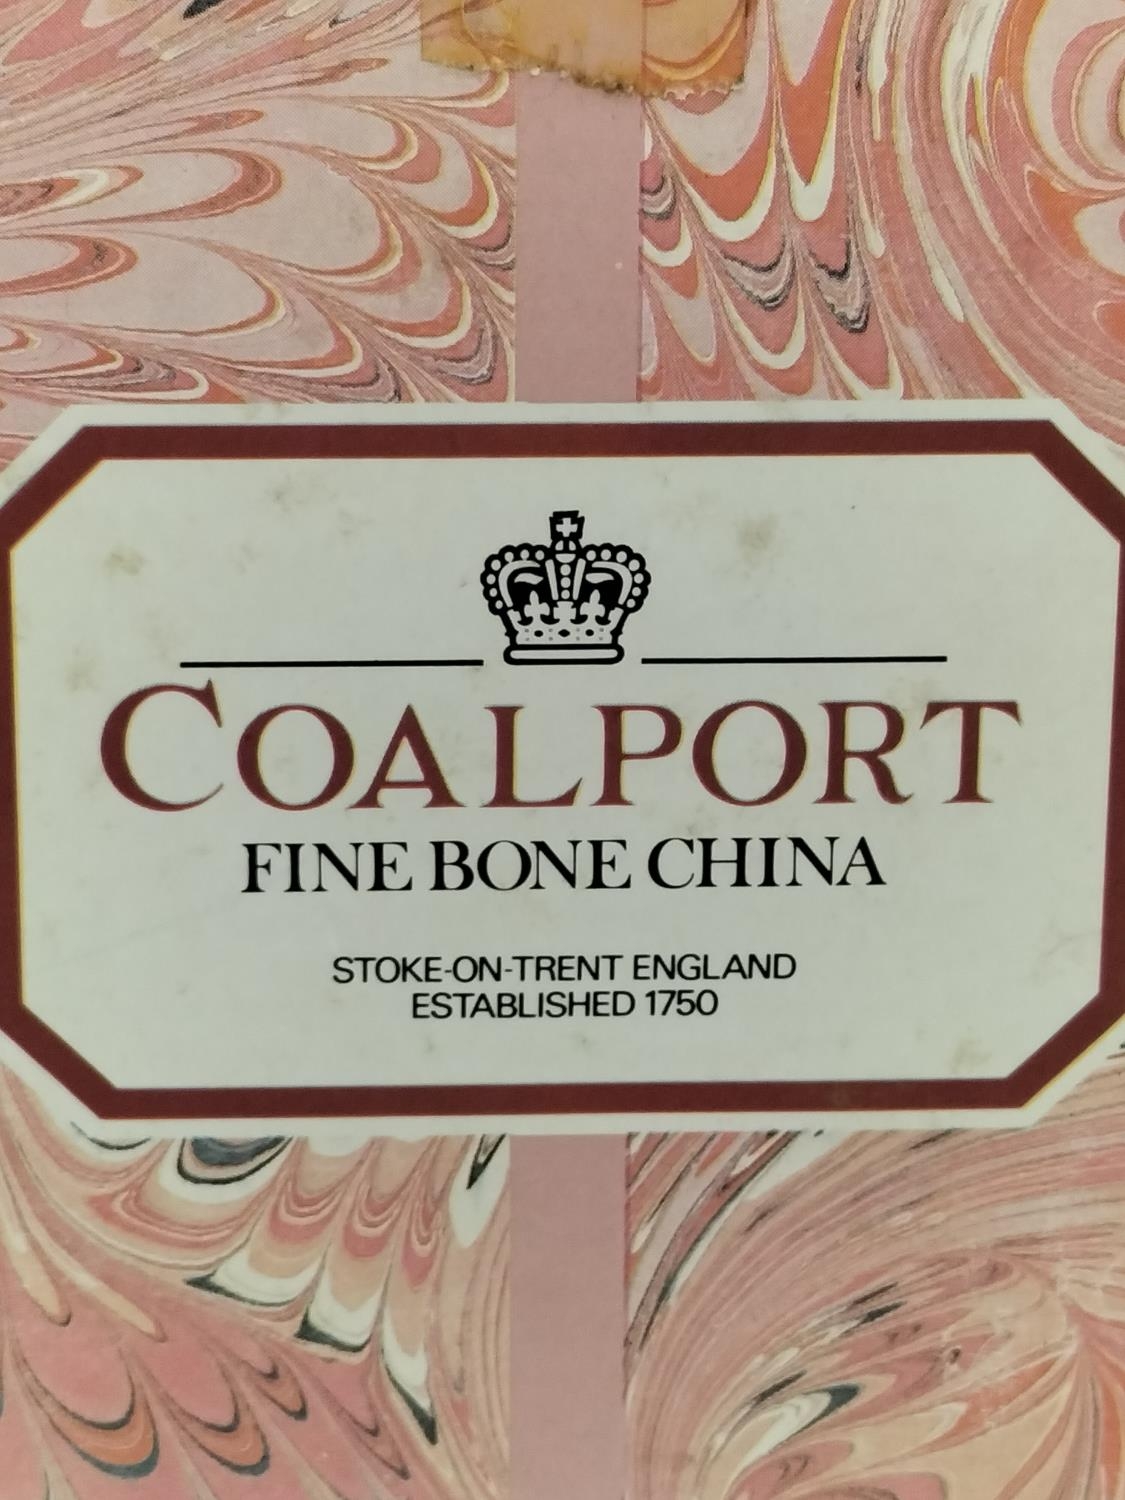 COALPORT
FINE BONE CHINA
STOKE-ON-TRENT ENGLAND
ESTABLISHED 1750